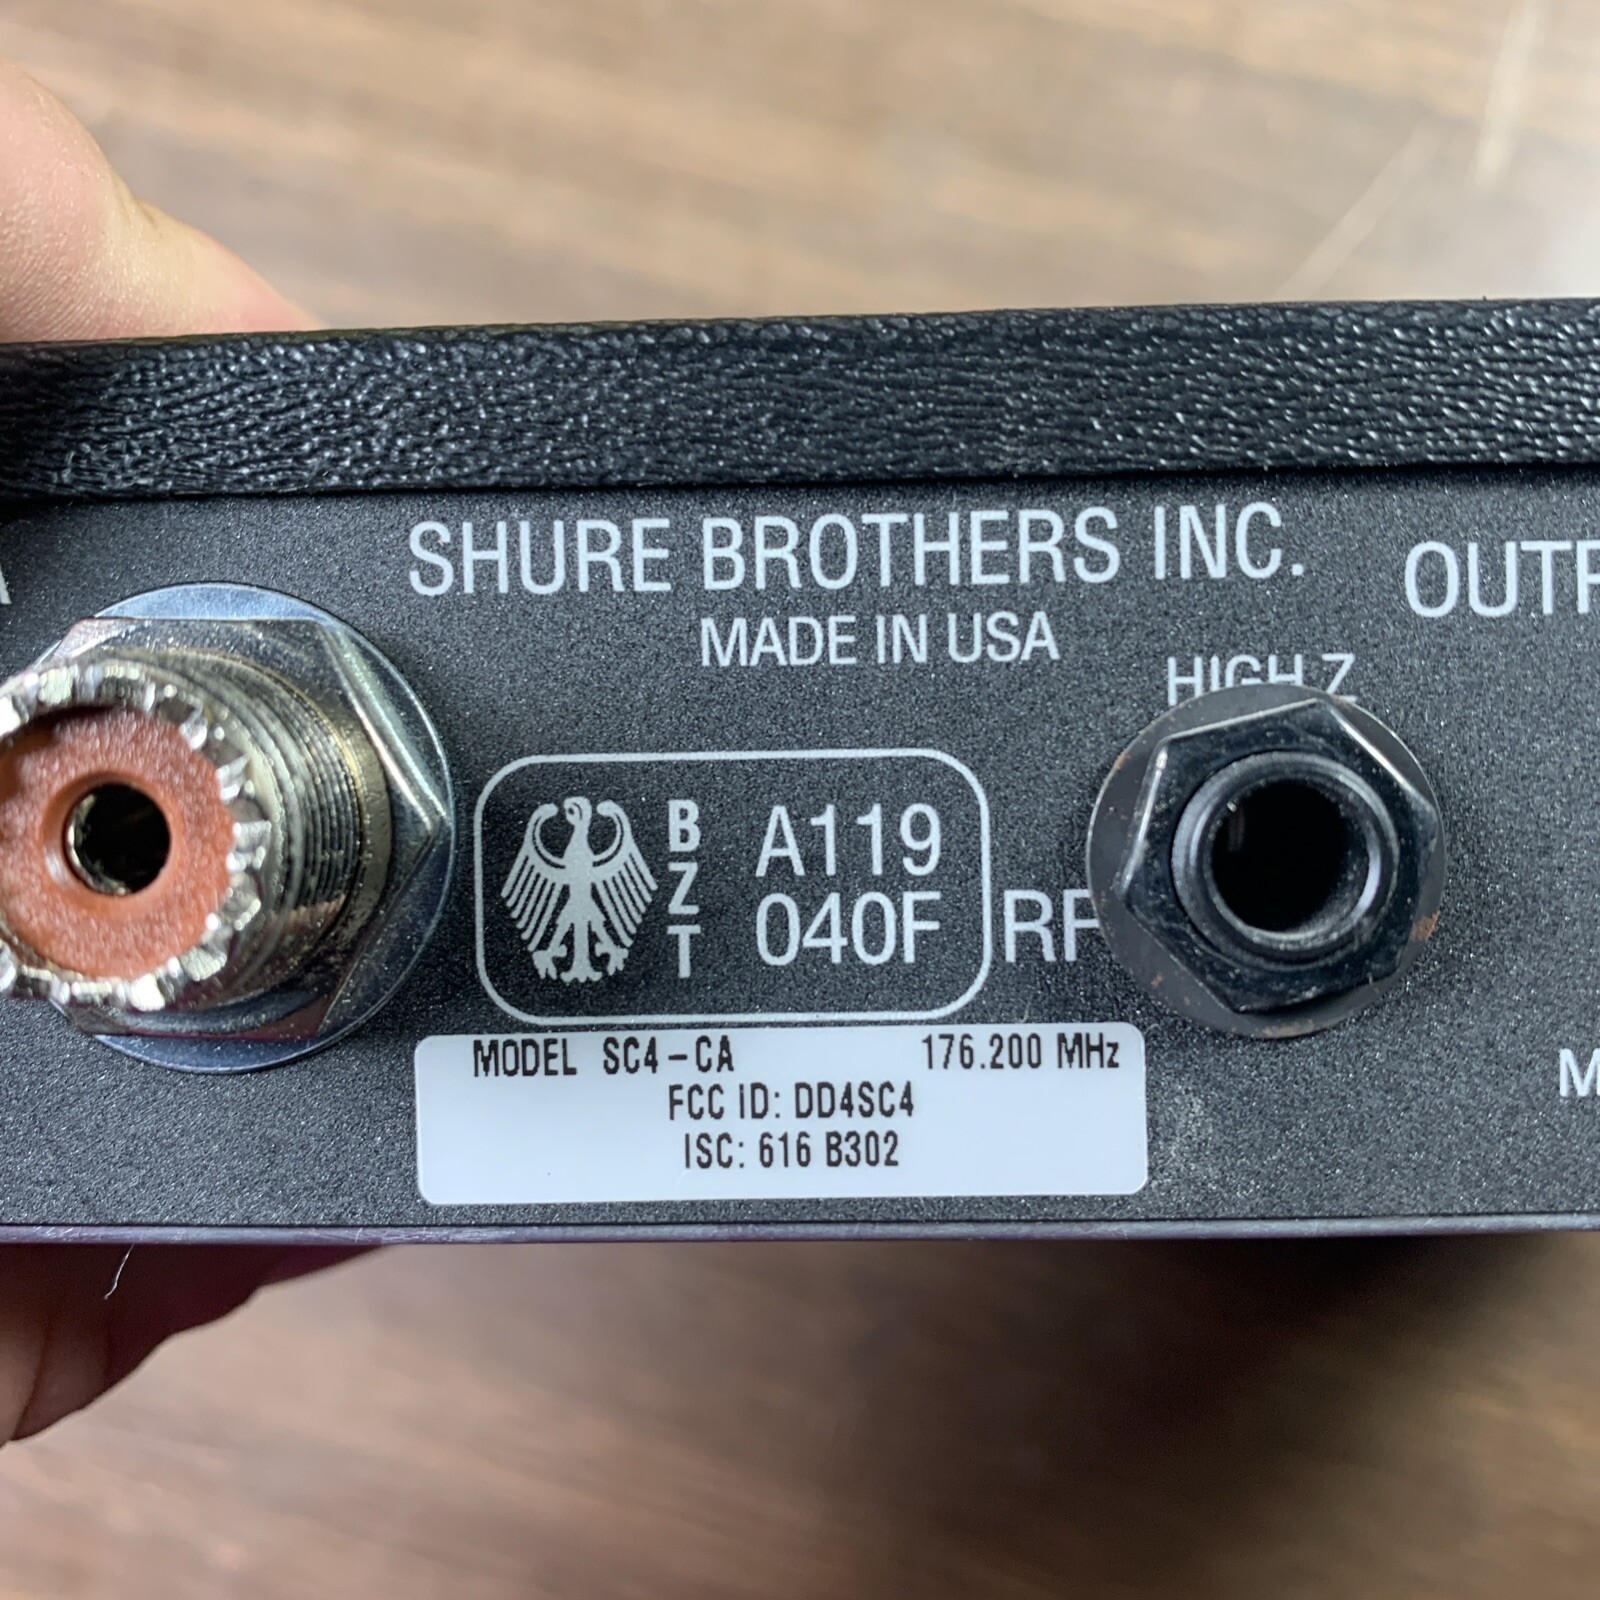 SHURE BROTHERS INC.
MADE IN USA
HIGH Z
BZT
A119
040F
MODEL SC4-CA 176.200 MHz
FCC ID: DD4SC4
ISC: 616 B302